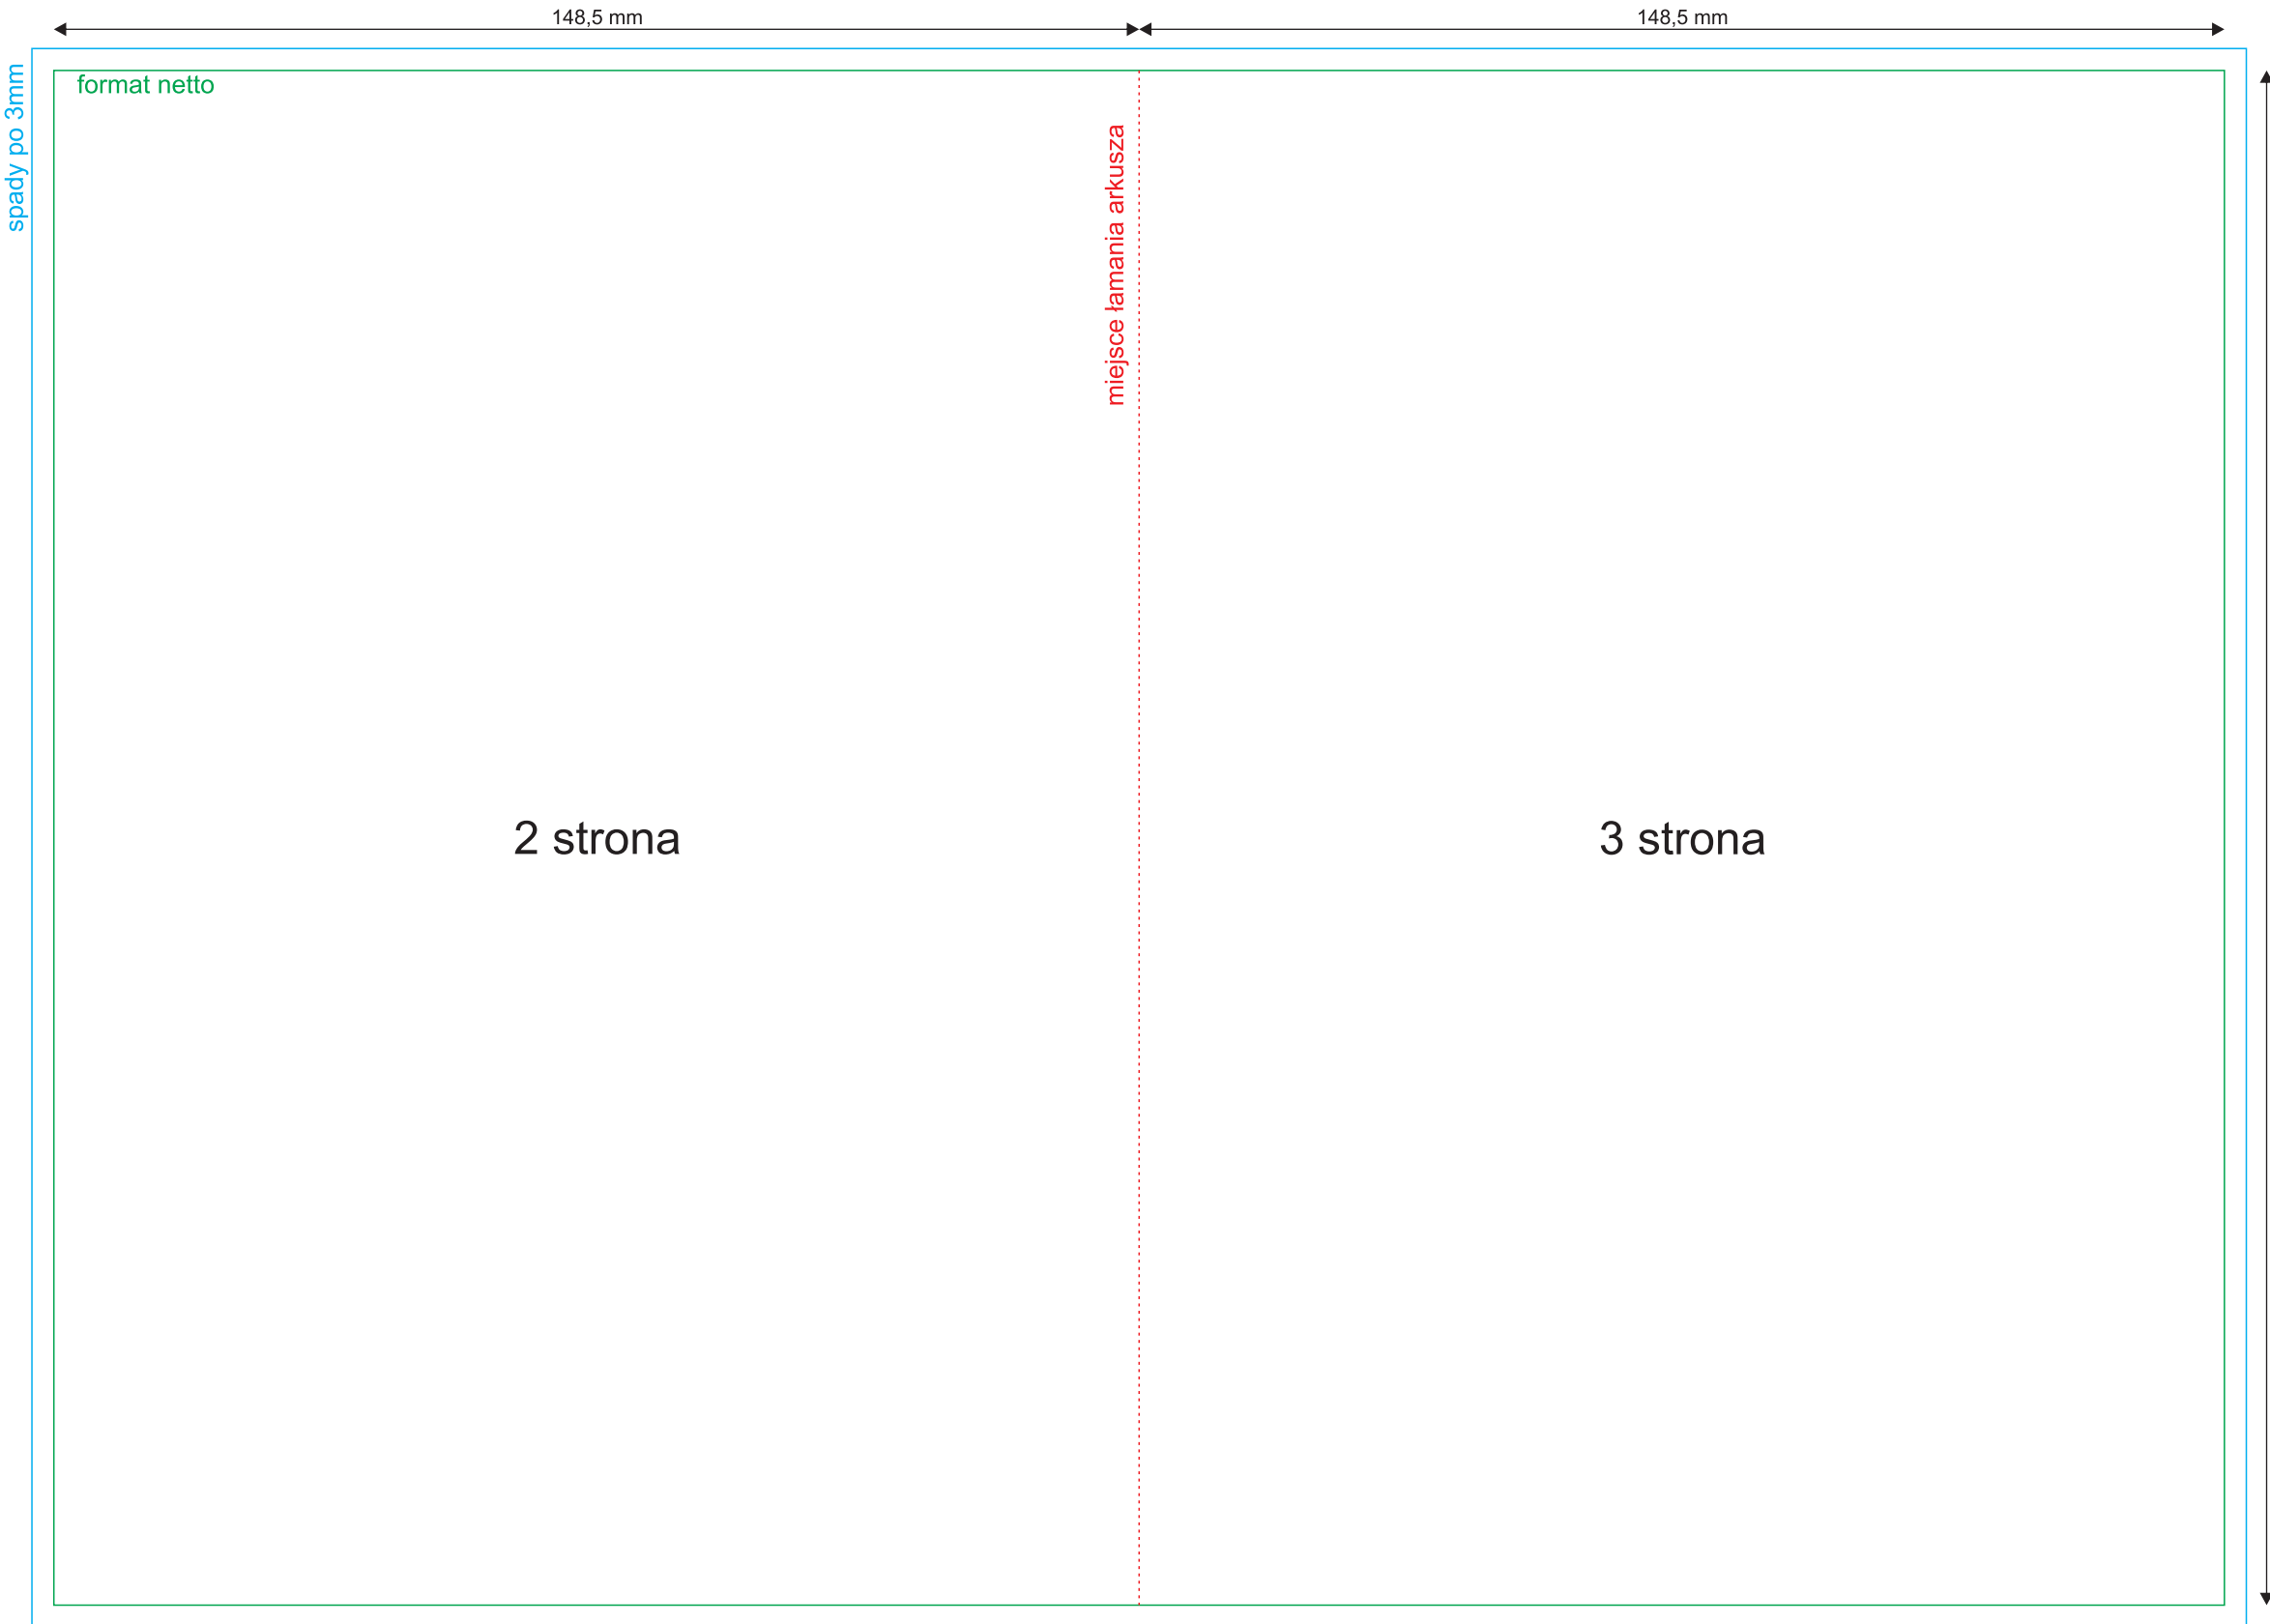 148,5 mm
148,5 mm
format netto
spady po 3mm
miejsce łamania arkusza
2 strona
3 strona